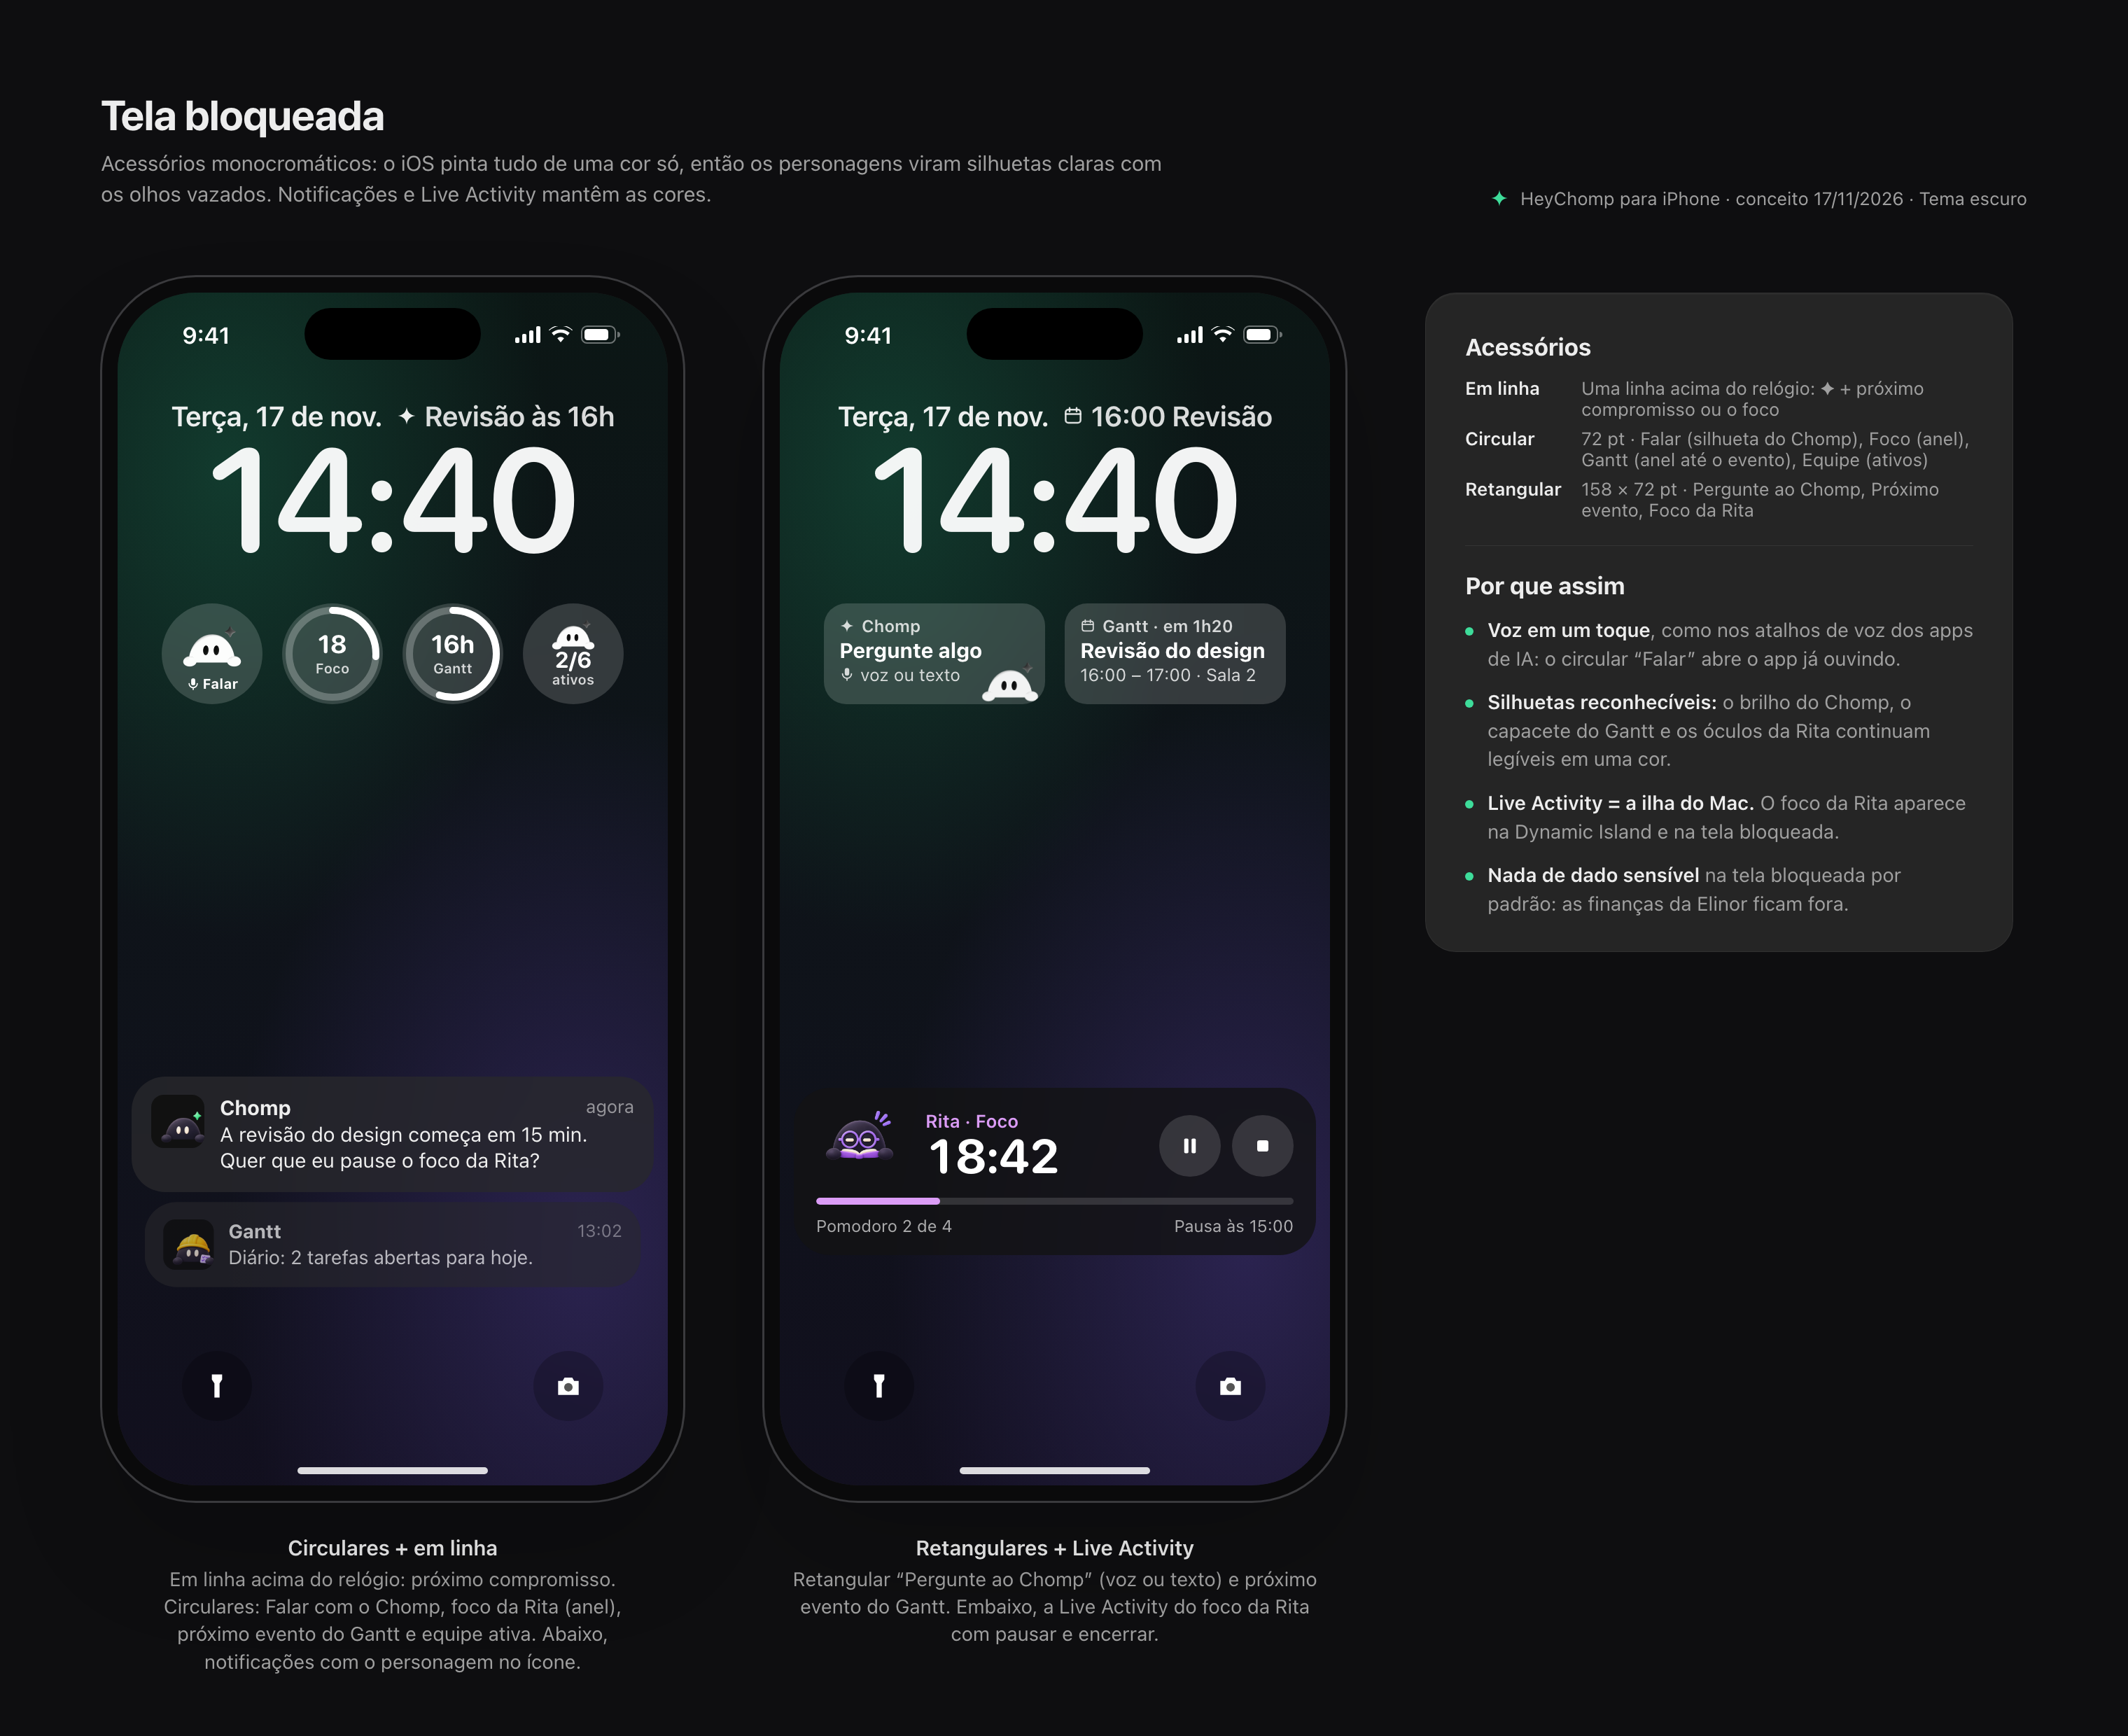 Tela bloqueada
Acessórios monocromáticos: o iOS pinta tudo de uma cor só, então os personagens viram silhuetas claras com
os olhos vazados. Notificações e Live Activity mantêm as cores.
✦ HeyChomp para iPhone · conceito 17/11/2026 · Tema escuro
9:41
Terça, 17 de nov. ✦ Revisão às 16h
14:40
Falar
18
Foco
16h
Gantt
2/6
ativos
Chomp
agora
A revisão do design começa em 15 min.
Quer que eu pause o foco da Rita?
Gantt
13:02
Diário: 2 tarefas abertas para hoje.
Circulares + em linha
Em linha acima do relógio: próximo compromisso.
Circulares: Falar com o Chomp, foco da Rita (anel),
próximo evento do Gantt e equipe ativa. Abaixo,
notificações com o personagem no ícone.
9:41
Terça, 17 de nov. 16:00 Revisão
14:40
✦ Chomp
Pergunte algo
voz ou texto
Gantt · em 1h20
Revisão do design
16:00 – 17:00 · Sala 2
Rita · Foco
18:42
Pomodoro 2 de 4
Pausa às 15:00
Retangulares + Live Activity
Retangular “Pergunte ao Chomp” (voz ou texto) e próximo
evento do Gantt. Embaixo, a Live Activity do foco da Rita
com pausar e encerrar.
Acessórios
Em linha
Uma linha acima do relógio: ✦ + próximo
compromisso ou o foco
Circular
72 pt · Falar (silhueta do Chomp), Foco (anel),
Gantt (anel até o evento), Equipe (ativos)
Retangular
158 × 72 pt · Pergunte ao Chomp, Próximo
evento, Foco da Rita
Por que assim
Voz em um toque, como nos atalhos de voz dos apps
de IA: o circular “Falar” abre o app já ouvindo.
Silhuetas reconhecíveis: o brilho do Chomp, o
capacete do Gantt e os óculos da Rita continuam
legíveis em uma cor.
Live Activity = a ilha do Mac. O foco da Rita aparece
na Dynamic Island e na tela bloqueada.
Nada de dado sensível na tela bloqueada por
padrão: as finanças da Elinor ficam fora.